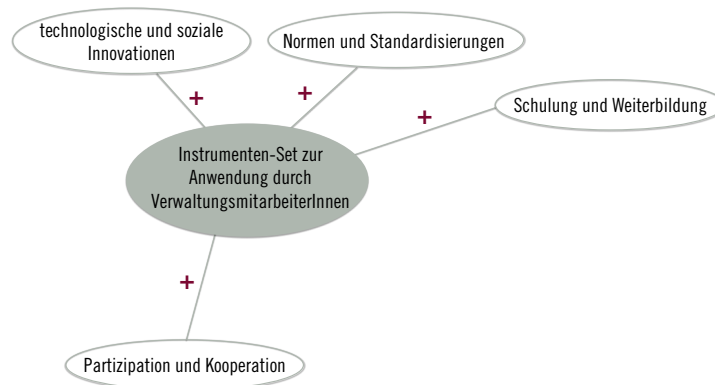 technologische und soziale
Innovationen
Normen und Standardisierungen
+
+
+
Schulung und Weiterbildung
Instrumenten-Set zur
Anwendung durch
VerwaltungsmitarbeiterInnen
+
Partizipation und Kooperation